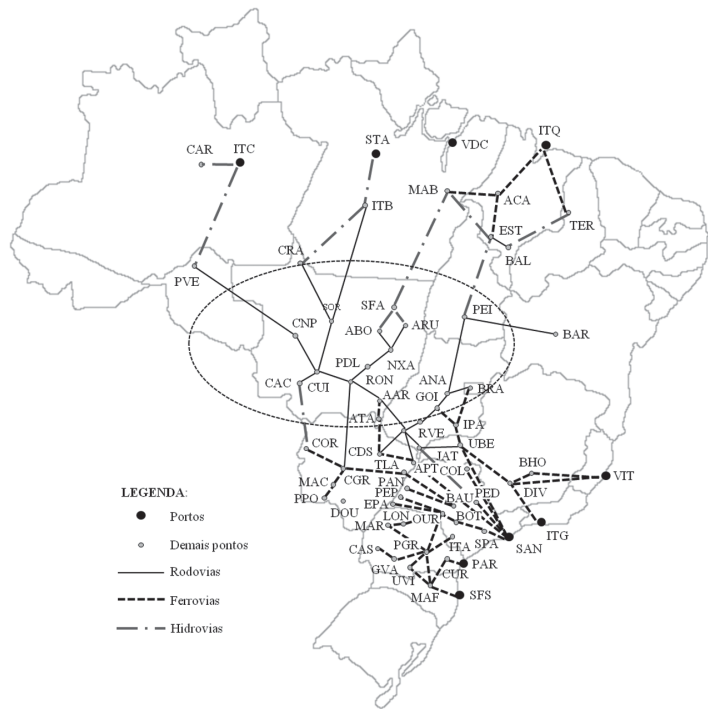 STA
ITQ
VDC
CAR
ITC
MAB
ACA
ITB
TER
EST
BAL
CRA
PVE
SOR
SFA
PEI
CNP
ABO
ARU
BAR
PDL
NXA
CAC
CUI
RON
ANA
BRA
AAR
GOI
ATA
IPA
RVE
COR
UBE
CDS
JAT
BHO
TLA
APT
COL
VIT
MAC
CGR
PAN
PED
DIV
PPO
PEP
BAU
DOU
EPA
LON
OUR
BOT
ITG
MAR
SPA
SAN
CAS
PGR
ITA
PAR
GVA
UVI
CUR
MAF
SFS
LEGENDA:
Portos
Demais pontos
Rodovias
Ferrovias
Hidrovias